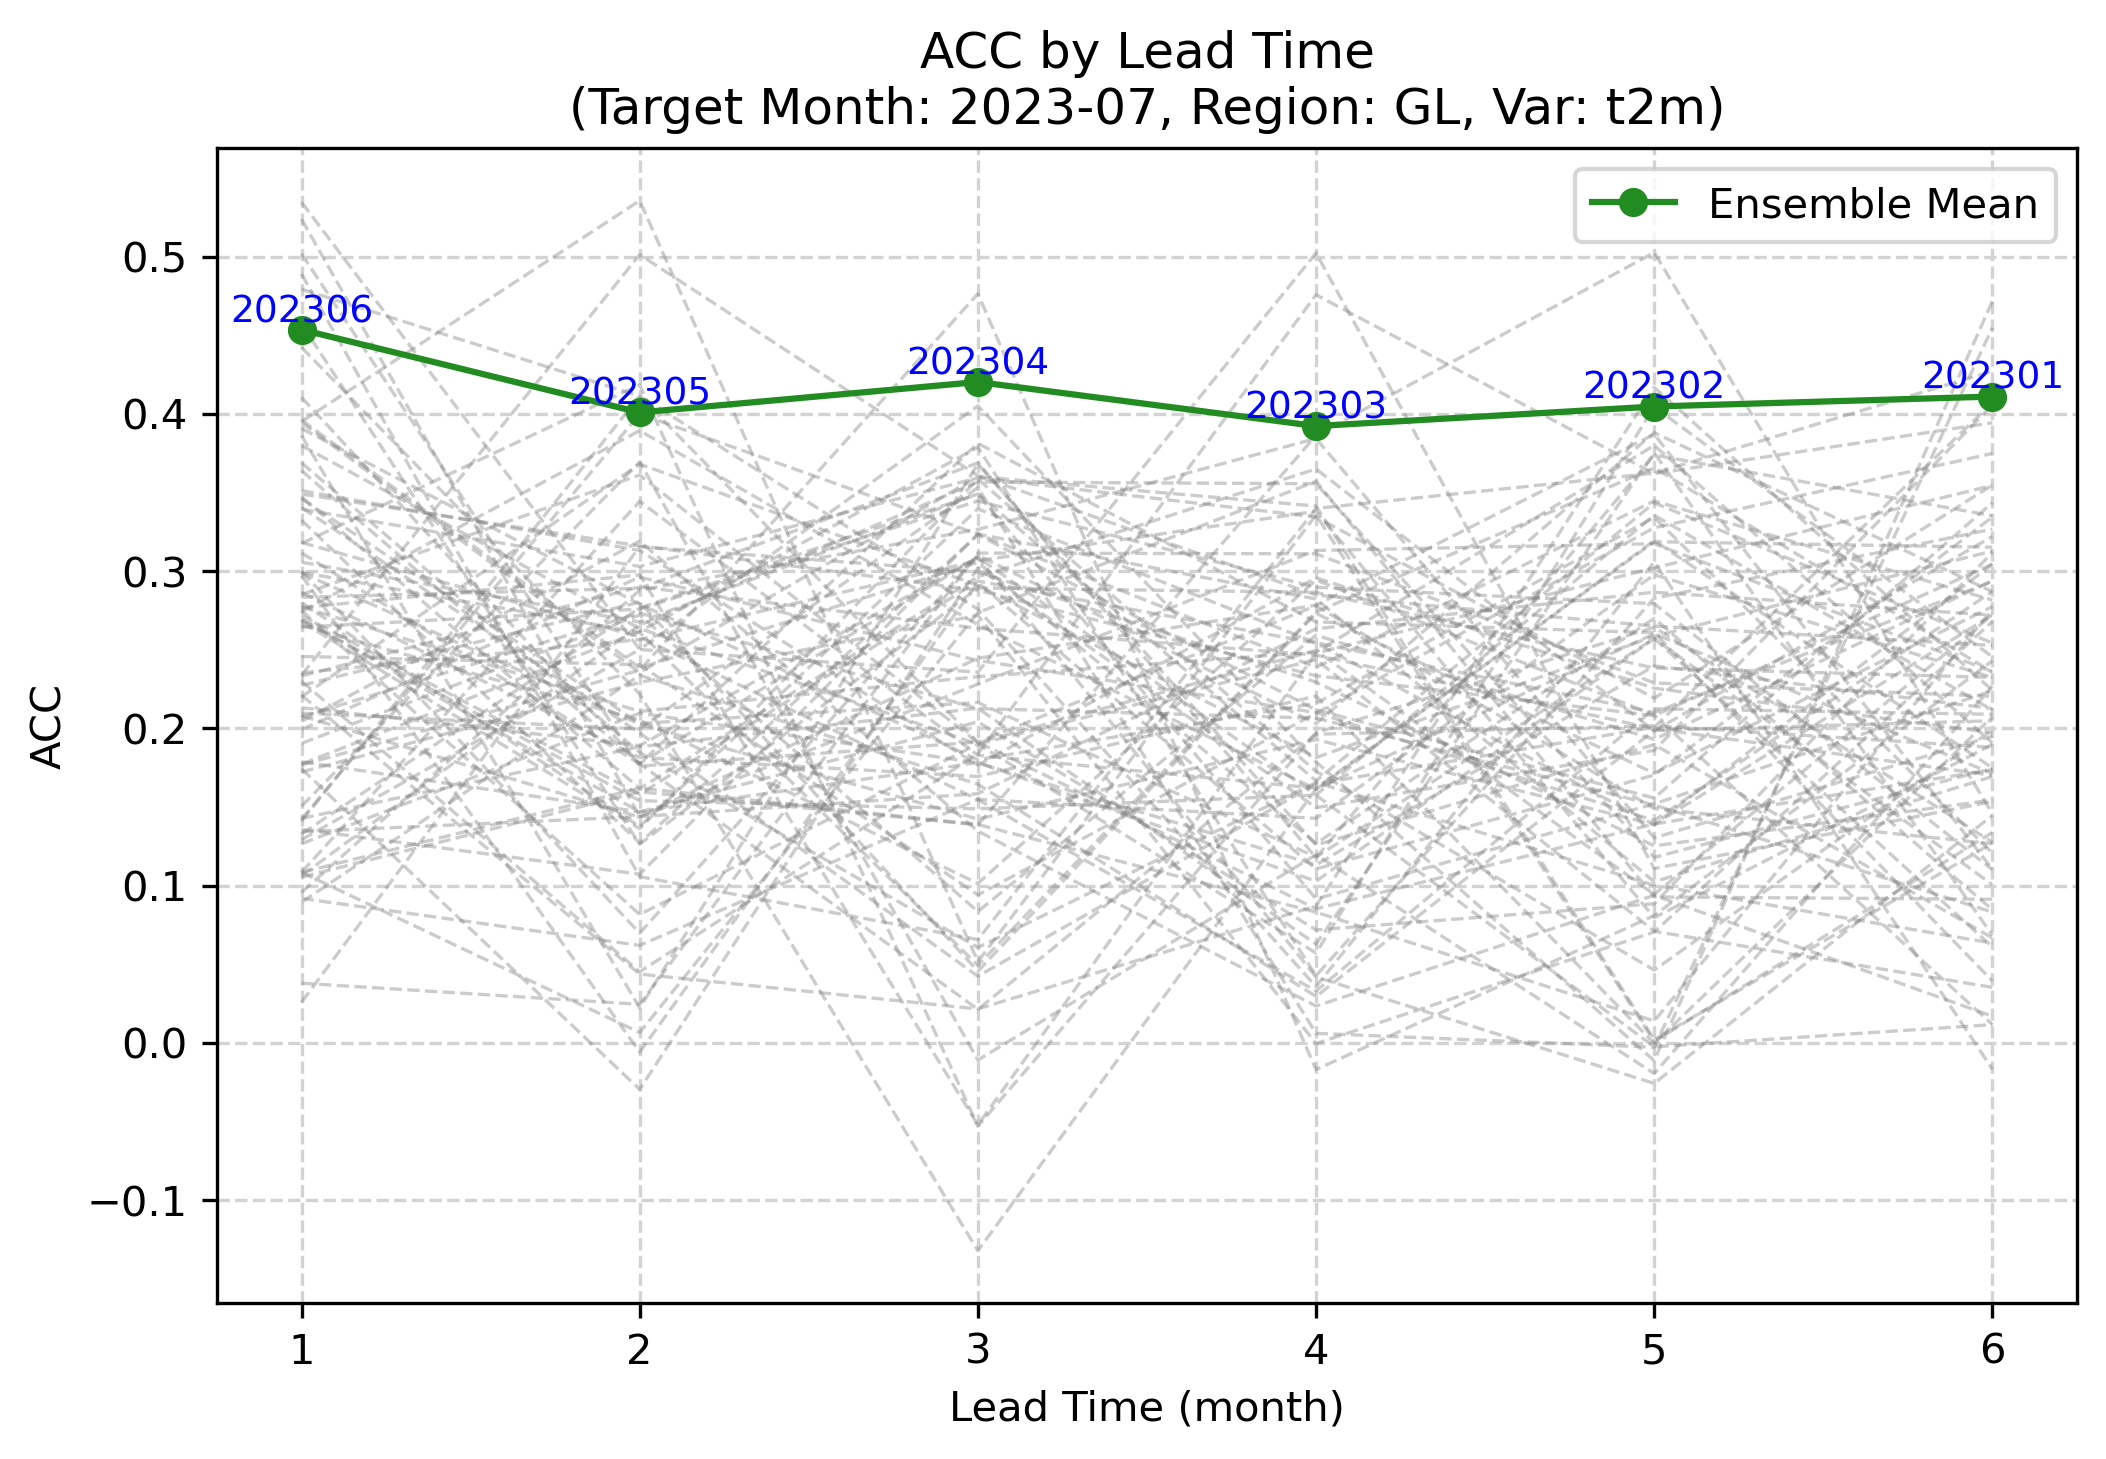 ACC by Lead Time
(Target Month: 2023-07, Region: GL, Var: t2m)
Ensemble Mean
0.5
0.4
0.3
0.2
0.1
0.0
−0.1
ACC
202306
202305
202304
202303
202302
202301
1 2 3 4 5 6
Lead Time (month)